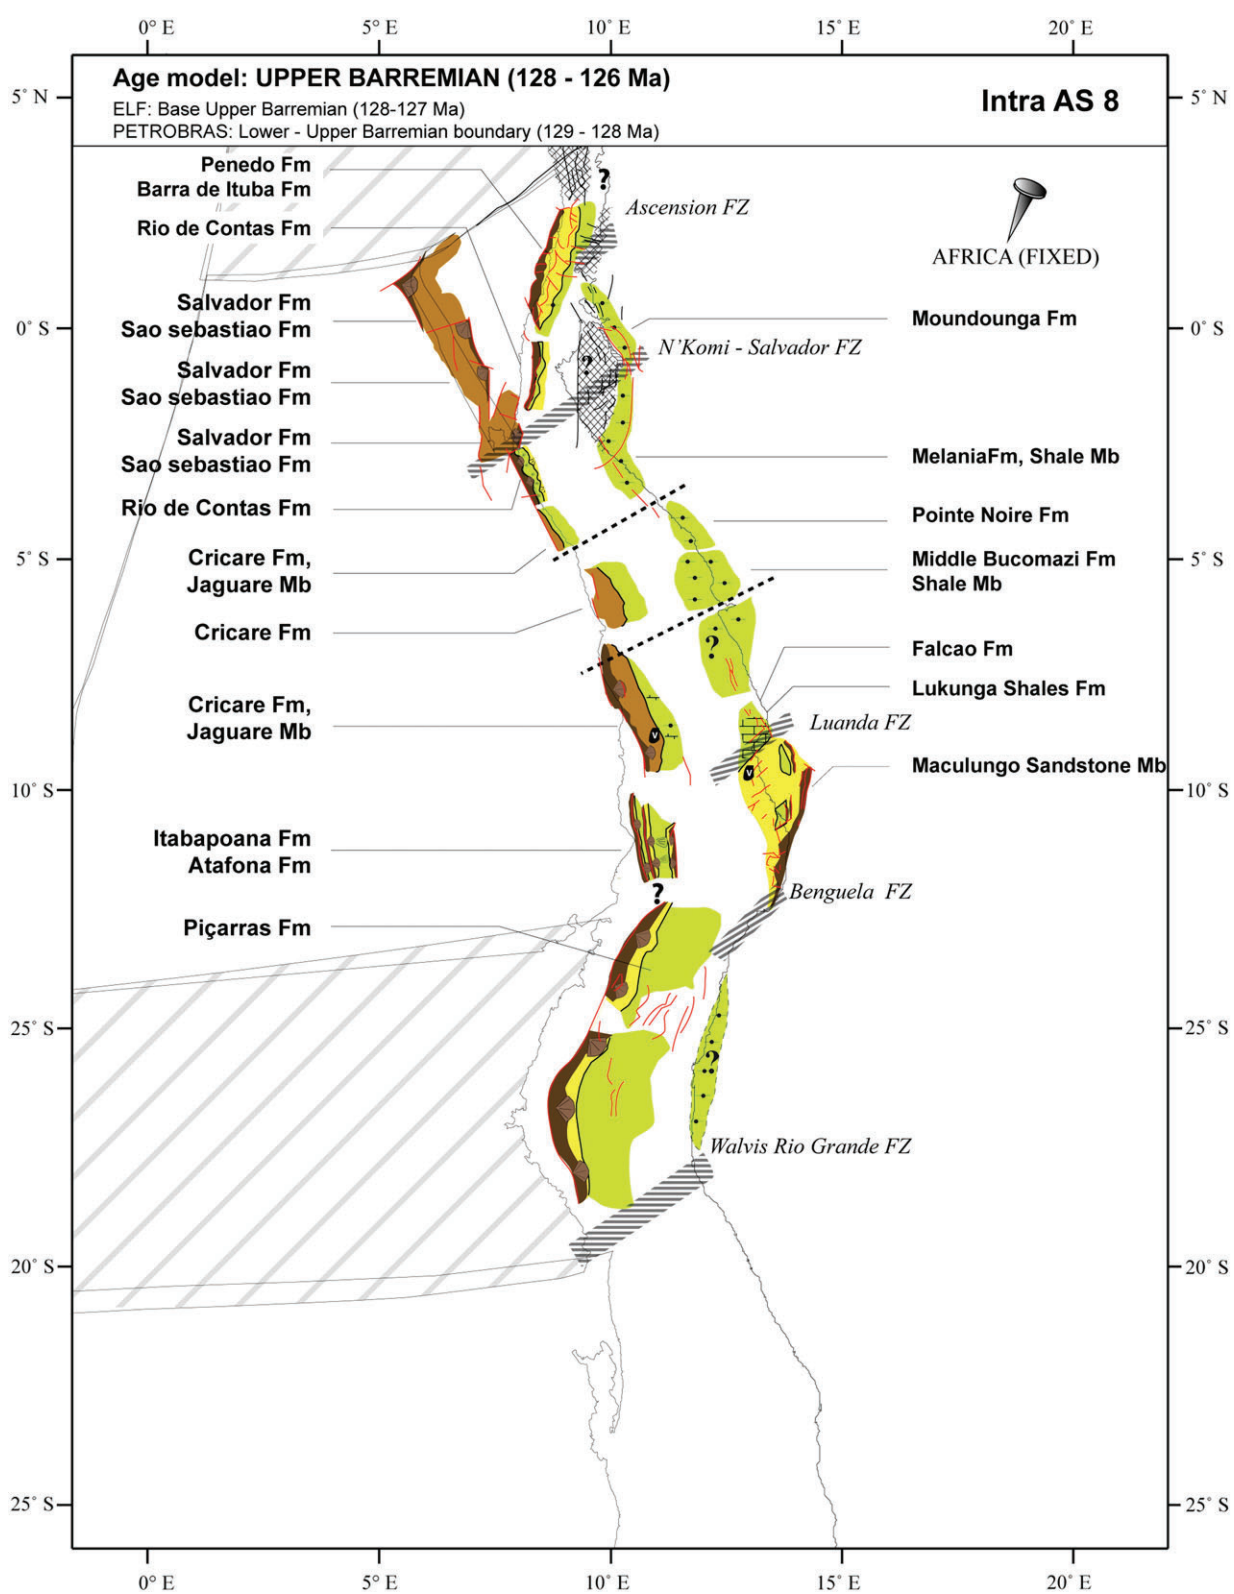 0° E 5° E 10° E 15° E 20° E
Age model: UPPER BARREMIAN (128 - 126 Ma)
ELF: Base Upper Barremian (128-127 Ma)
PETROBRAS: Lower - Upper Barremian boundary (129 - 128 Ma)
Intra AS 8
5° N
5° N
Penedo Fm
Barra de Ituba Fm
Rio de Contas Fm
?
Ascension FZ
AFRICA (FIXED)
Salvador Fm
Sao sebastiao Fm
0° S
0° S
Moundounga Fm
N'Komi - Salvador FZ
?
Salvador Fm
Sao sebastiao Fm
Salvador Fm
Sao sebastiao Fm
MelaniaFm, Shale Mb
Rio de Contas Fm
Pointe Noire Fm
Cricare Fm,
Jaguare Mb
5° S
5° S
Middle Bucomazi Fm
Shale Mb
Cricare Fm
?
Falcao Fm
Lukunga Shales Fm
Cricare Fm,
Jaguare Mb
v
Luanda FZ
v
Maculungo Sandstone Mb
10° S
10° S
Itabapoana Fm
Atafona Fm
?
Benguela FZ
Piçarras Fm
25° S
25° S
?
Walvis Rio Grande FZ
20° S
20° S
25° S
25° S
0° E 5° E 10° E 15° E 20° E